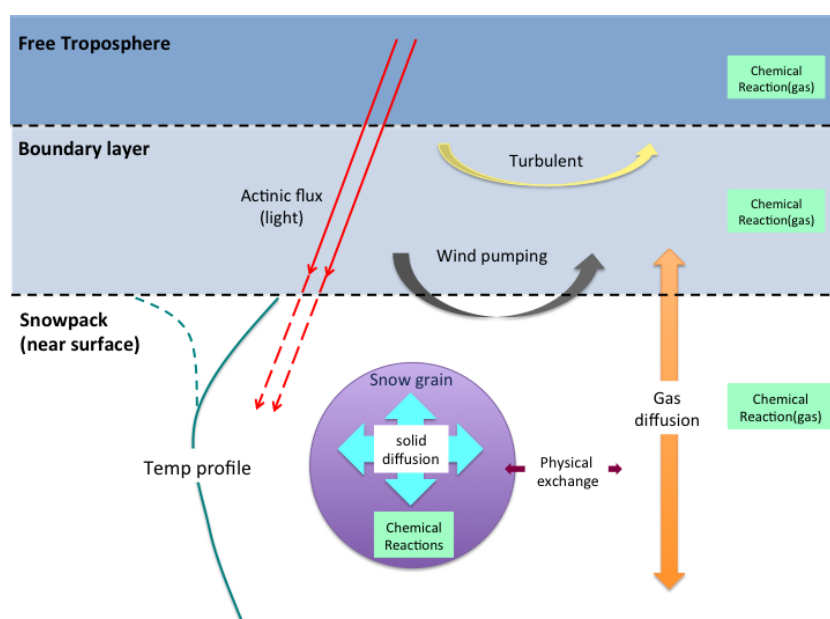 Free Troposphere
Chemical
Reaction(gas)
Boundary layer
Turbulent
Actinic flux
(light)
Chemical
Reaction(gas)
Wind pumping
Snowpack
(near surface)
Snow grain
solid
diffusion
Gas
diffusion
Chemical
Reaction(gas)
Temp profile
Physical
exchange
Chemical
Reactions